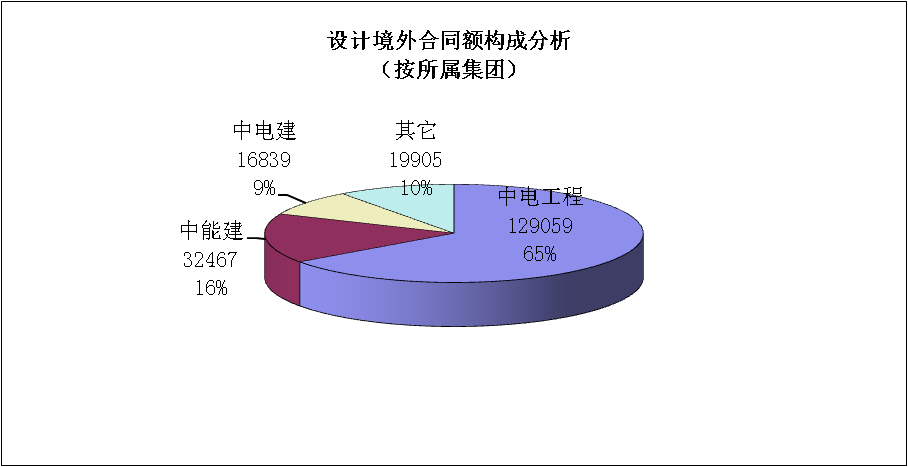 设计境外合同额构成分析
（按所属集团）
中电建
16839
9%
其它
19905
10%
中电工程
129059
65%
中能建
32467
16%